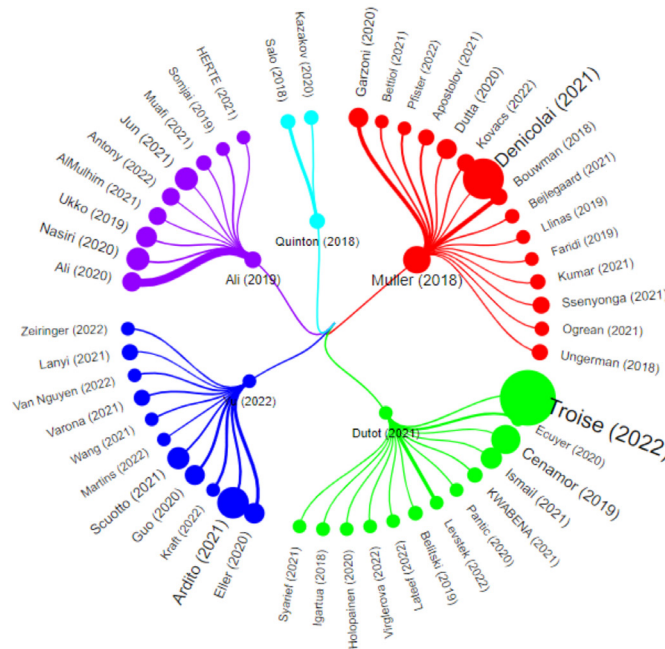 Salo (2018)
Kazakov (2020)
Quinton (2018)
Garzoni (2020)
Bettiol (2021)
Pfister (2022)
Apostolov (2021)
Dutta (2020)
Kovacs (2022)
Denicolai (2021)
Bouwman (2018)
Bejlegaard (2021)
Llinas (2019)
Faridi (2019)
Kumar (2021)
Ssenyonga (2021)
Ogrean (2021)
Ungerman (2018)
Muller (2018)
Troise (2022)
Ecuyer (2020)
Cenamor (2019)
Ismail (2021)
KWABENA (2021)
Pantic (2020)
Levstek (2022)
Belitski (2019)
Lateef (2022)
Viglerova (2022)
Holopainen (2020)
Igartua (2018)
Syarief (2021)
Dutot (2021)
Eller (2020)
Ardito (2021)
Kraft (2022)
Guo (2020)
Scuotto (2021)
Martins (2022)
Wang (2021)
Varona (2021)
Van Nguyen (2022)
Lanyi (2021)
Zeiringer (2022)
(2022)
Ali (2020)
Nasiri (2020)
Ukko (2019)
AlMulhim (2021)
Antony (2022)
Jun (2021)
Muafi (2021)
Somjai (2019)
HERTE (2021)
Ali (2019)